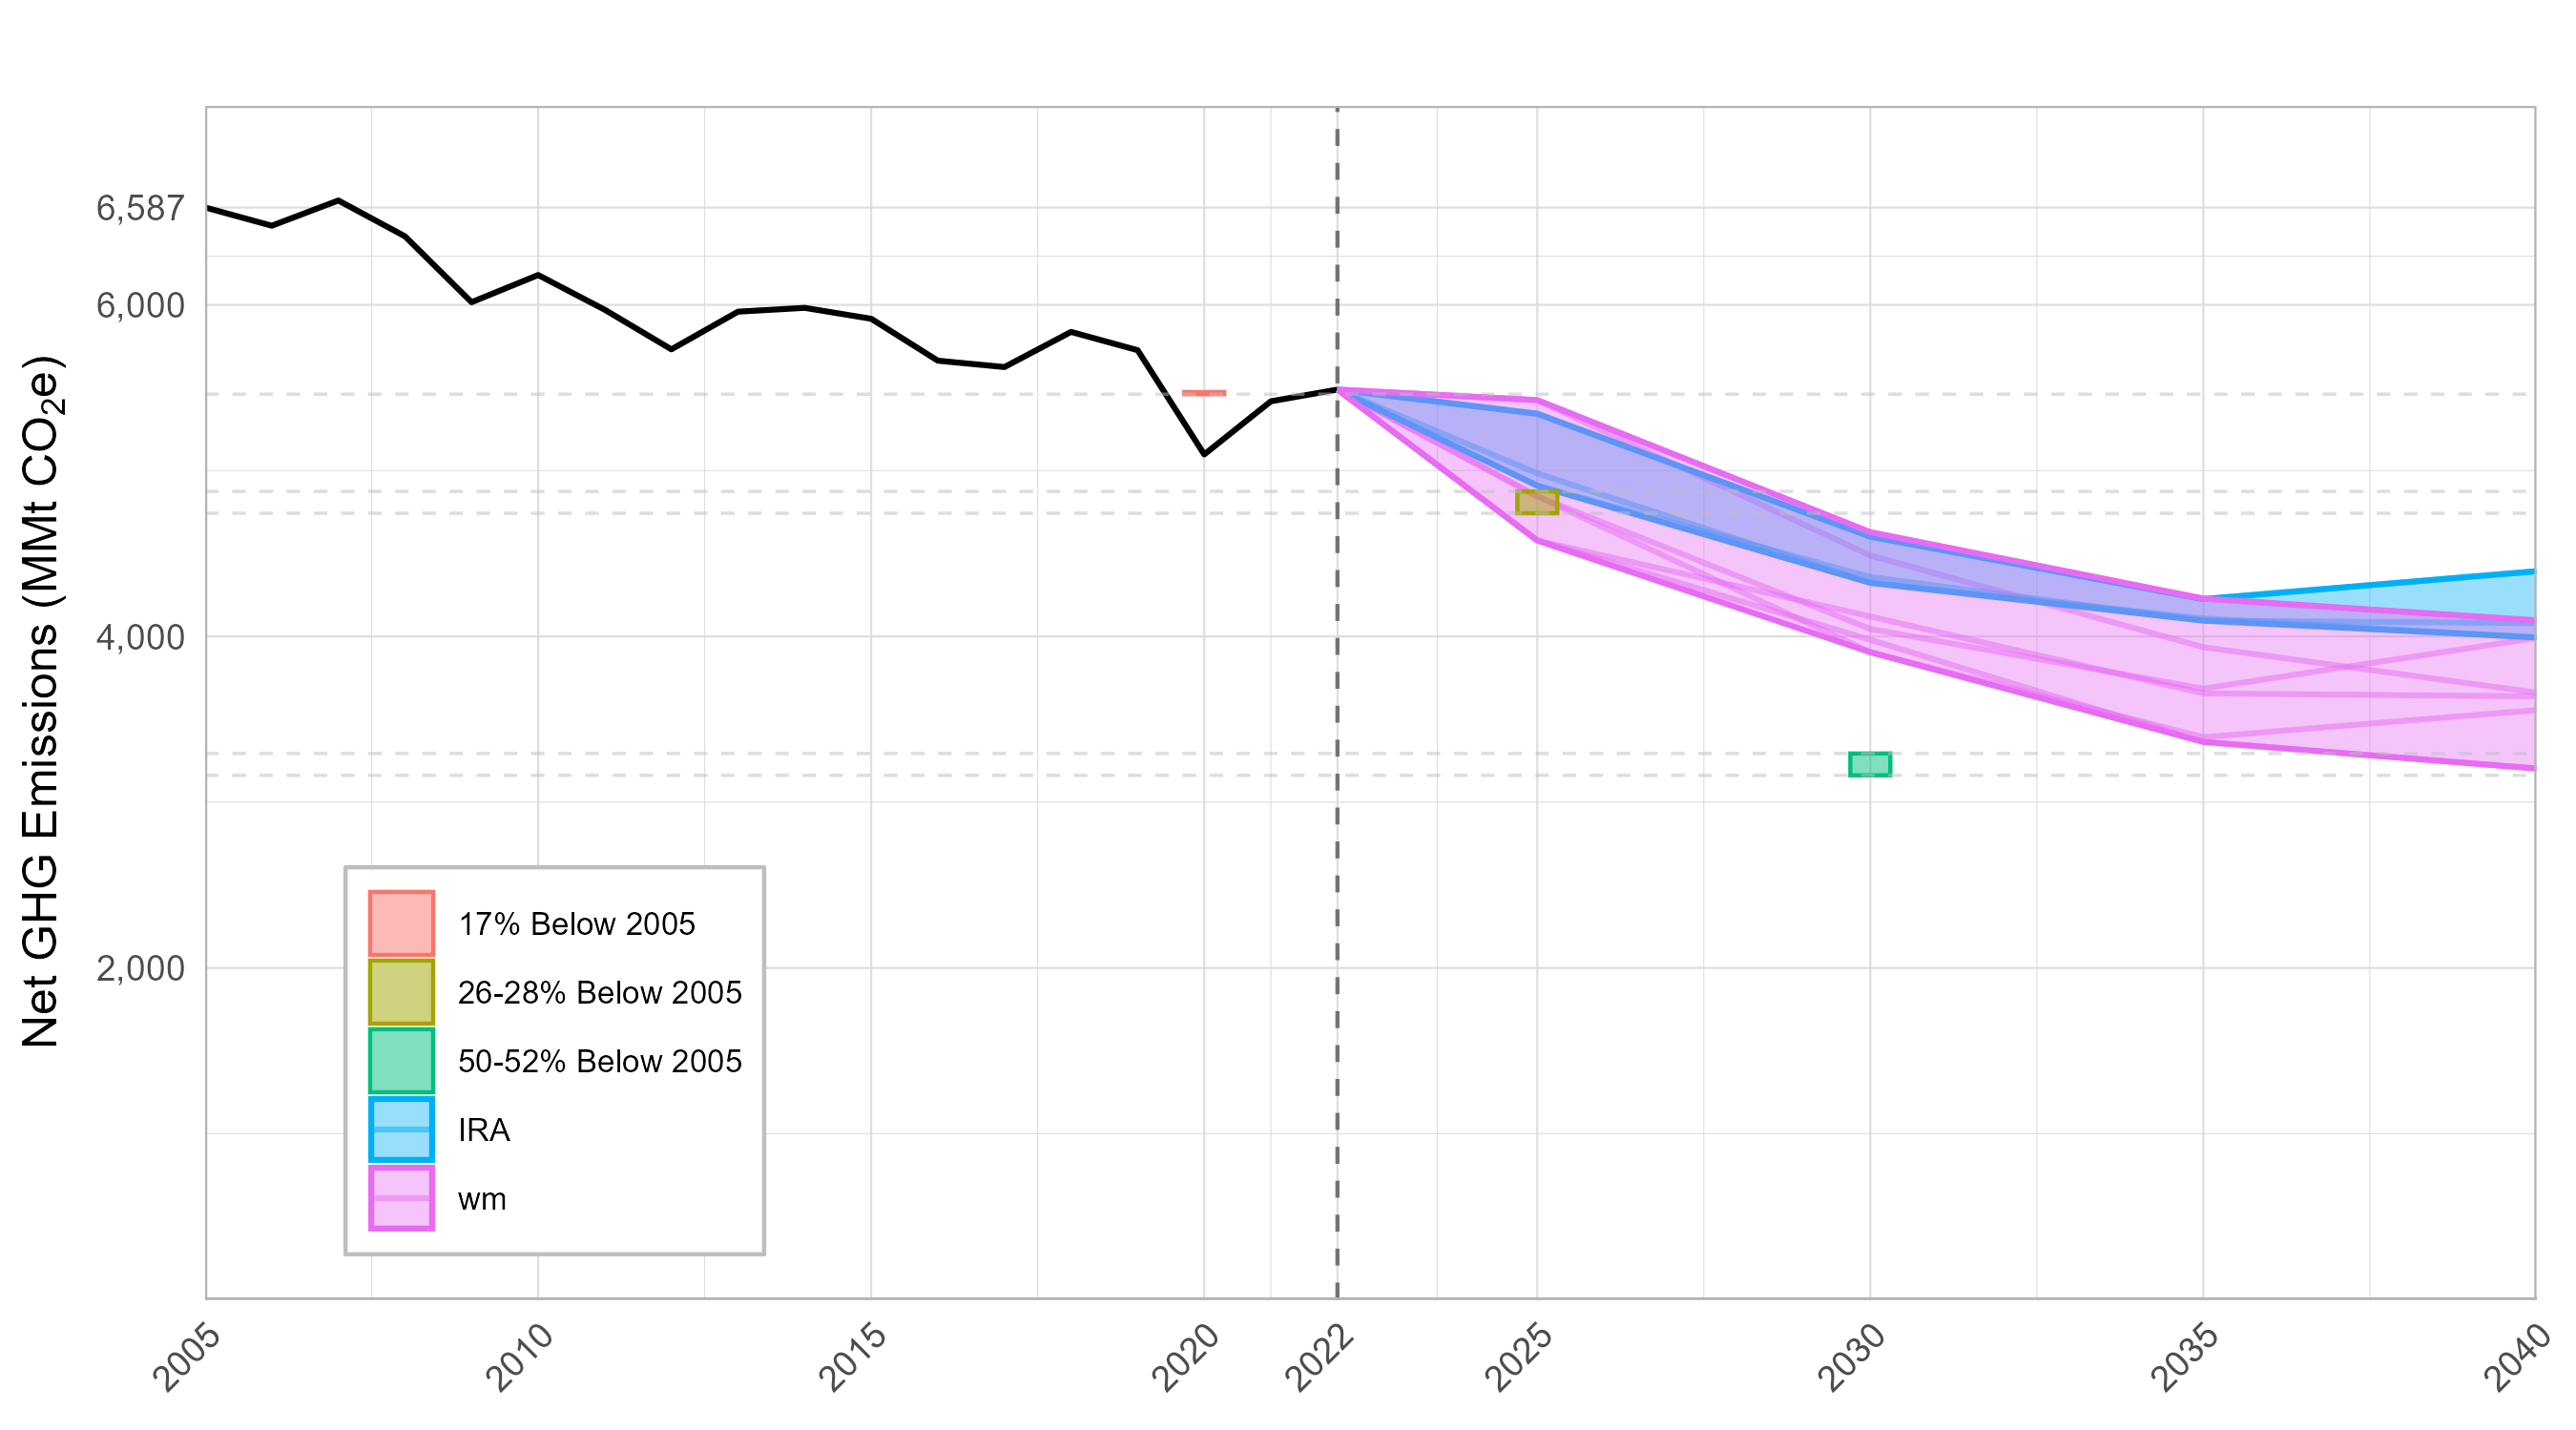 Net GHG Emissions (MMt CO₂e)
6,587
6,000
4,000
2,000
17% Below 2005
26-28% Below 2005
50-52% Below 2005
IRA
wm
2005
2010
2015
2020
2022
2025
2030
2035
2040